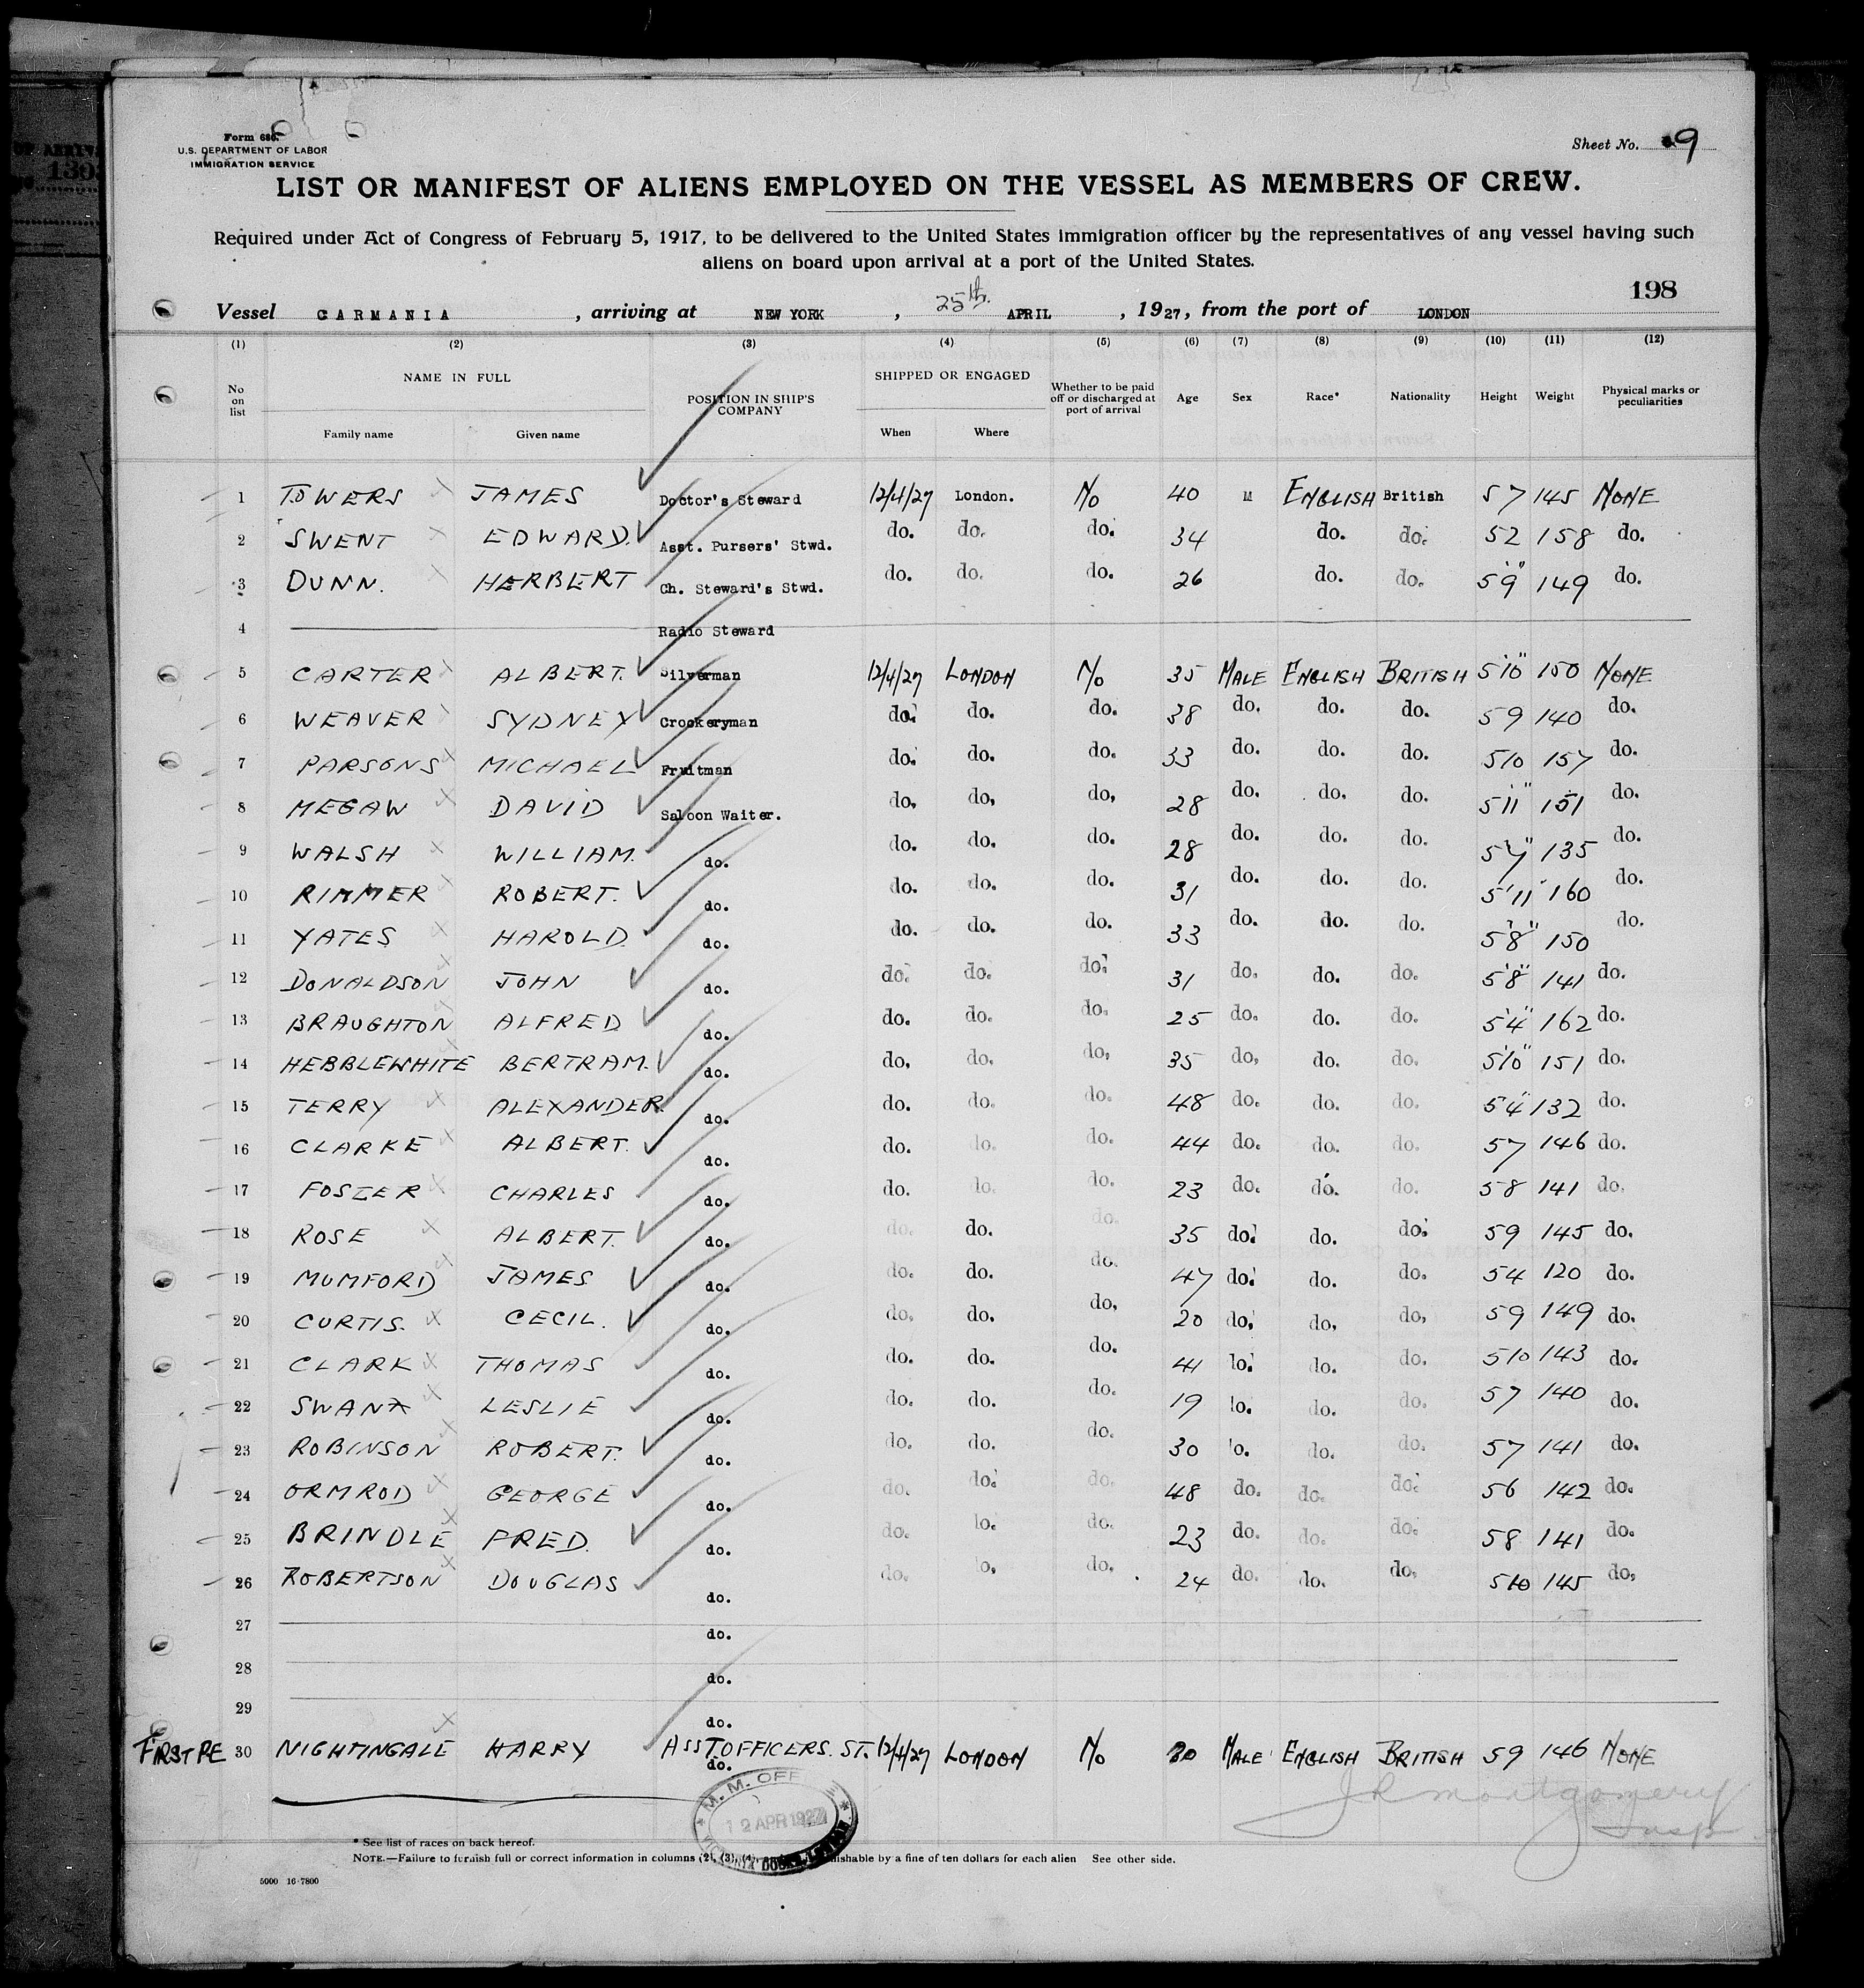 Form 680.
U.S. DEPARTMENT OF LABOR
IMMIGRATION SERVICE
Sheet No. 9
LIST OR MANIFEST OF ALIENS EMPLOYED ON THE VESSEL AS MEMBERS OF CREW.
Required under Act of Congress of February 5, 1917, to be delivered to the United States immigration officer by the representatives of any vessel having such
aliens on board upon arrival at a port of the United States.
198
Vessel CARMANIA, arriving at NEW YORK, 25th. APRIL, 1927, from the port of LONDON
(1) (2) (3) (4) (5) (6) (7) (8) (9) (10) (11) (12)
No on list NAME IN FULL Family name Given name POSITION IN SHIP'S COMPANY SHIPPED OR ENGAGED When Where Whether to be paid off or discharged at port of arrival Age Sex Race* Nationality Height Weight Physical marks or peculiarities
1 TOWERS JAMES Doctor's Steward 12/4/27 London. No 40 M ENGLISH British 57 145 NONE
2 SWENT EDWARD. Asst. Pursers' Stwd. do. do. do. 34 do. do. 52 158 do.
3 DUNN. HERBERT Ch. Steward's Stwd. do. do. do. 26 do. do. 5'9" 149 do.
4 Radio Steward
5 CARTER ALBERT. Silverman 12/4/27 LONDON No 35 MALE ENGLISH BRITISH 5'10" 150 NONE
6 WEAVER SYDNEY Crockeryman do. do. do. 38 do. do. do. 59 140 do.
7 PARSONS MICHAEL Fruitman do. do. do. 33 do. do. do. 510 157 do.
8 MEGAW DAVID Saloon Waiter. do. do. do. 28 do. do. do. 5'11" 151 do.
9 WALSH WILLIAM. do. do. do. do. 28 do. do. do. 5'7" 135 do.
10 RIMMER ROBERT. do. do. do. do. 31 do. do. do. 5'11" 160 do.
11 YATES HAROLD. do. do. do. do. 33 do. do. do. 5'8" 150 do.
12 DONALDSON JOHN do. do. do. do. 31 do. do. do. 5'8" 141 do.
13 BRAUGHTON ALFRED do. do. do. do. 25 do. do. do. 5'4" 162 do.
14 HEBBLEWHITE BERTRAM. do. do. do. do. 35 do. do. do. 5'10" 151 do.
15 TERRY ALEXANDER. do. do. do. do. 48 do. do. do. 5'4" 132 do.
16 CLARKE ALBERT. do. do. do. do. 44 do. do. do. 57 146 do.
17 FOSTER CHARLES do. do. do. do. 23 do. do. do. 58 141 do.
18 ROSE ALBERT. do. do. do. do. 35 do. do. do. 59 145 do.
19 MUMFORD JAMES do. do. do. do. 47 do. do. do. 54 120 do.
20 CURTIS. CECIL. do. do. do. do. 20 do. do. do. 59 149 do.
21 CLARK THOMAS do. do. do. do. 41 do. do. do. 510 143 do.
22 SWAN LESLIE do. do. do. do. 19 do. do. do. 57 140 do.
23 ROBINSON ROBERT. do. do. do. do. 30 do. do. do. 57 141 do.
24 ORMROD GEORGE do. do. do. do. 48 do. do. do. 56 142 do.
25 BRINDLE FRED. do. do. do. do. 23 do. do. do. 58 141 do.
26 ROBERTSON DOUGLAS do. do. do. do. 24 do. do. do. 510 145 do.
27 do.
28 do.
29 do.
FIRST PE 30 NIGHTINGALE HARRY ASST. OFFICERS. ST. do. 12/4/27 LONDON No 30 MALE ENGLISH BRITISH 59 146 NONE
J R Montgomery
Insp
M. M. OFF
12 APR 1927
* See list of races on back hereof.
NOTE.—Failure to furnish full or correct information in columns (2), (3), (4), punishable by a fine of ten dollars for each alien See other side.
5000 16-7800